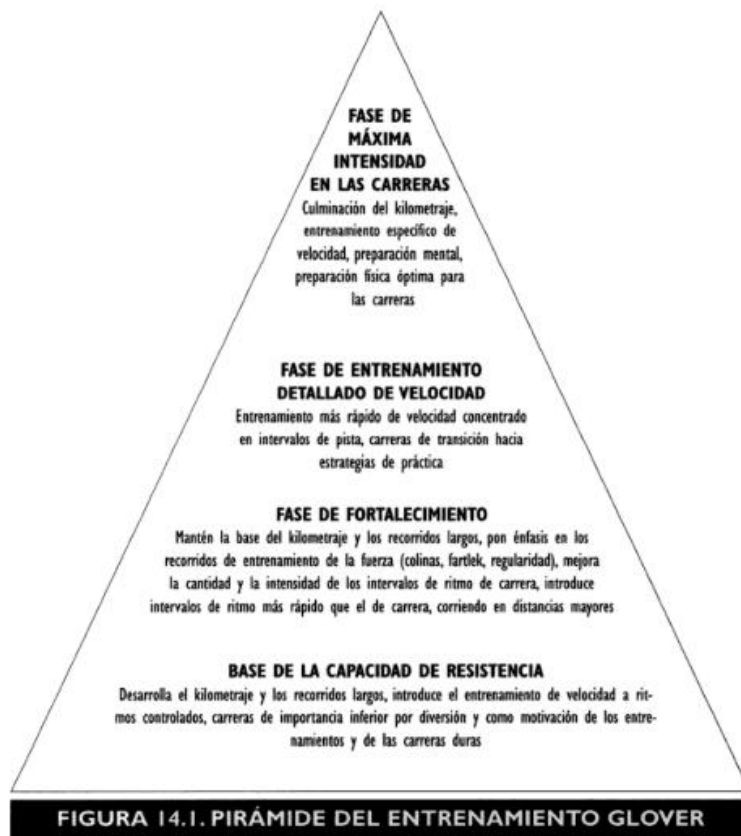 FASE DE
MÁXIMA
INTENSIDAD
EN LAS CARRERAS
Culminación del kilometraje,
entrenamiento específico de
velocidad, preparación mental,
preparación física óptima para
las carreras
FASE DE ENTRENAMIENTO
DETALLADO DE VELOCIDAD
Entrenamiento más rápido de velocidad concentrado
en intervalos de pista, carreras de transición hacia
estrategias de práctica
FASE DE FORTALECIMIENTO
Mantén la base del kilometraje y los recorridos largos, pon énfasis en los
recorridos de entrenamiento de la fuerza (colinas, fartlek, regularidad), mejora
la cantidad y la intensidad de los intervalos de ritmo de carrera, introduce
intervalos de ritmo más rápido que el de carrera, corriendo en distancias mayores
BASE DE LA CAPACIDAD DE RESISTENCIA
Desarrolla el kilometraje y los recorridos largos, introduce el entrenamiento de velocidad a rit-
mos controlados, carreras de importancia inferior por diversión y como motivación de los entre-
namientos y de las carreras duras
FIGURA 14.1. PIRÁMIDE DEL ENTRENAMIENTO GLOVER